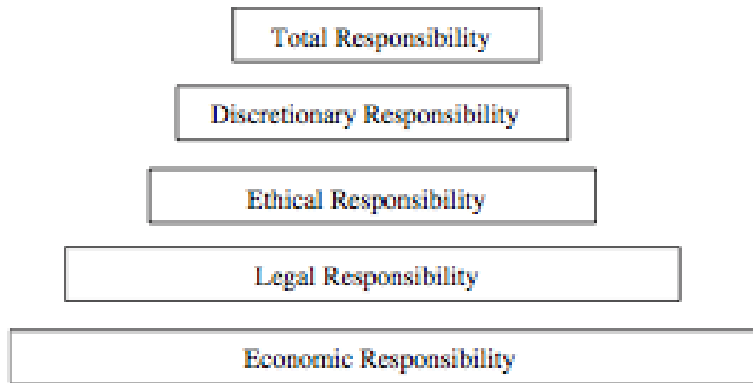 Total Responsibility
Discretionary Responsibility
Ethical Responsibility
Legal Responsibility
Economic Responsibility